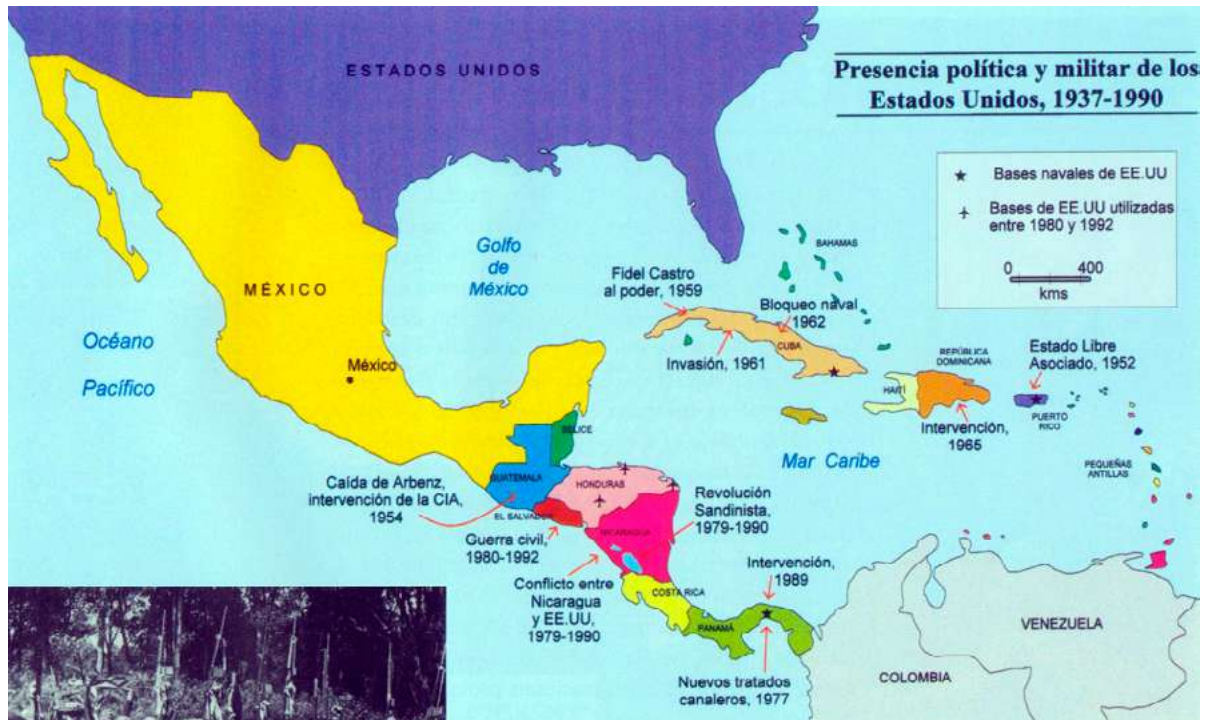 ESTADOS UNIDOS
Presencia política y militar de los
Estados Unidos, 1937-1990
Bases navales de EE.UU
Bases de EE.UU utilizadas
entre 1980 y 1992
0 400
kms
BAHAMAS
Golfo
de
México
Fidel Castro
al poder, 1959
Bloqueo naval
1962
CUBA
Invasión, 1961
MÉXICO
México
Océano
Pacífico
REPÚBLICA
DOMINICANA
HAITÍ
Estado Libre
Asociado, 1952
PUERTO
RICO
Intervención,
1965
Mar Caribe
PEQUEÑAS
ANTILLAS
BELICE
GUATEMALA
HONDURAS
Caída de Arbenz,
intervención de la CIA,
1954
EL SALVADOR
NICARAGUA
Revolución
Sandinista,
1979-1990
Guerra civil,
1980-1992
Conflicto entre
Nicaragua
y EE.UU,
1979-1990
COSTA RICA
Intervención,
1989
PANAMÁ
Nuevos tratados
canaleros, 1977
VENEZUELA
COLOMBIA